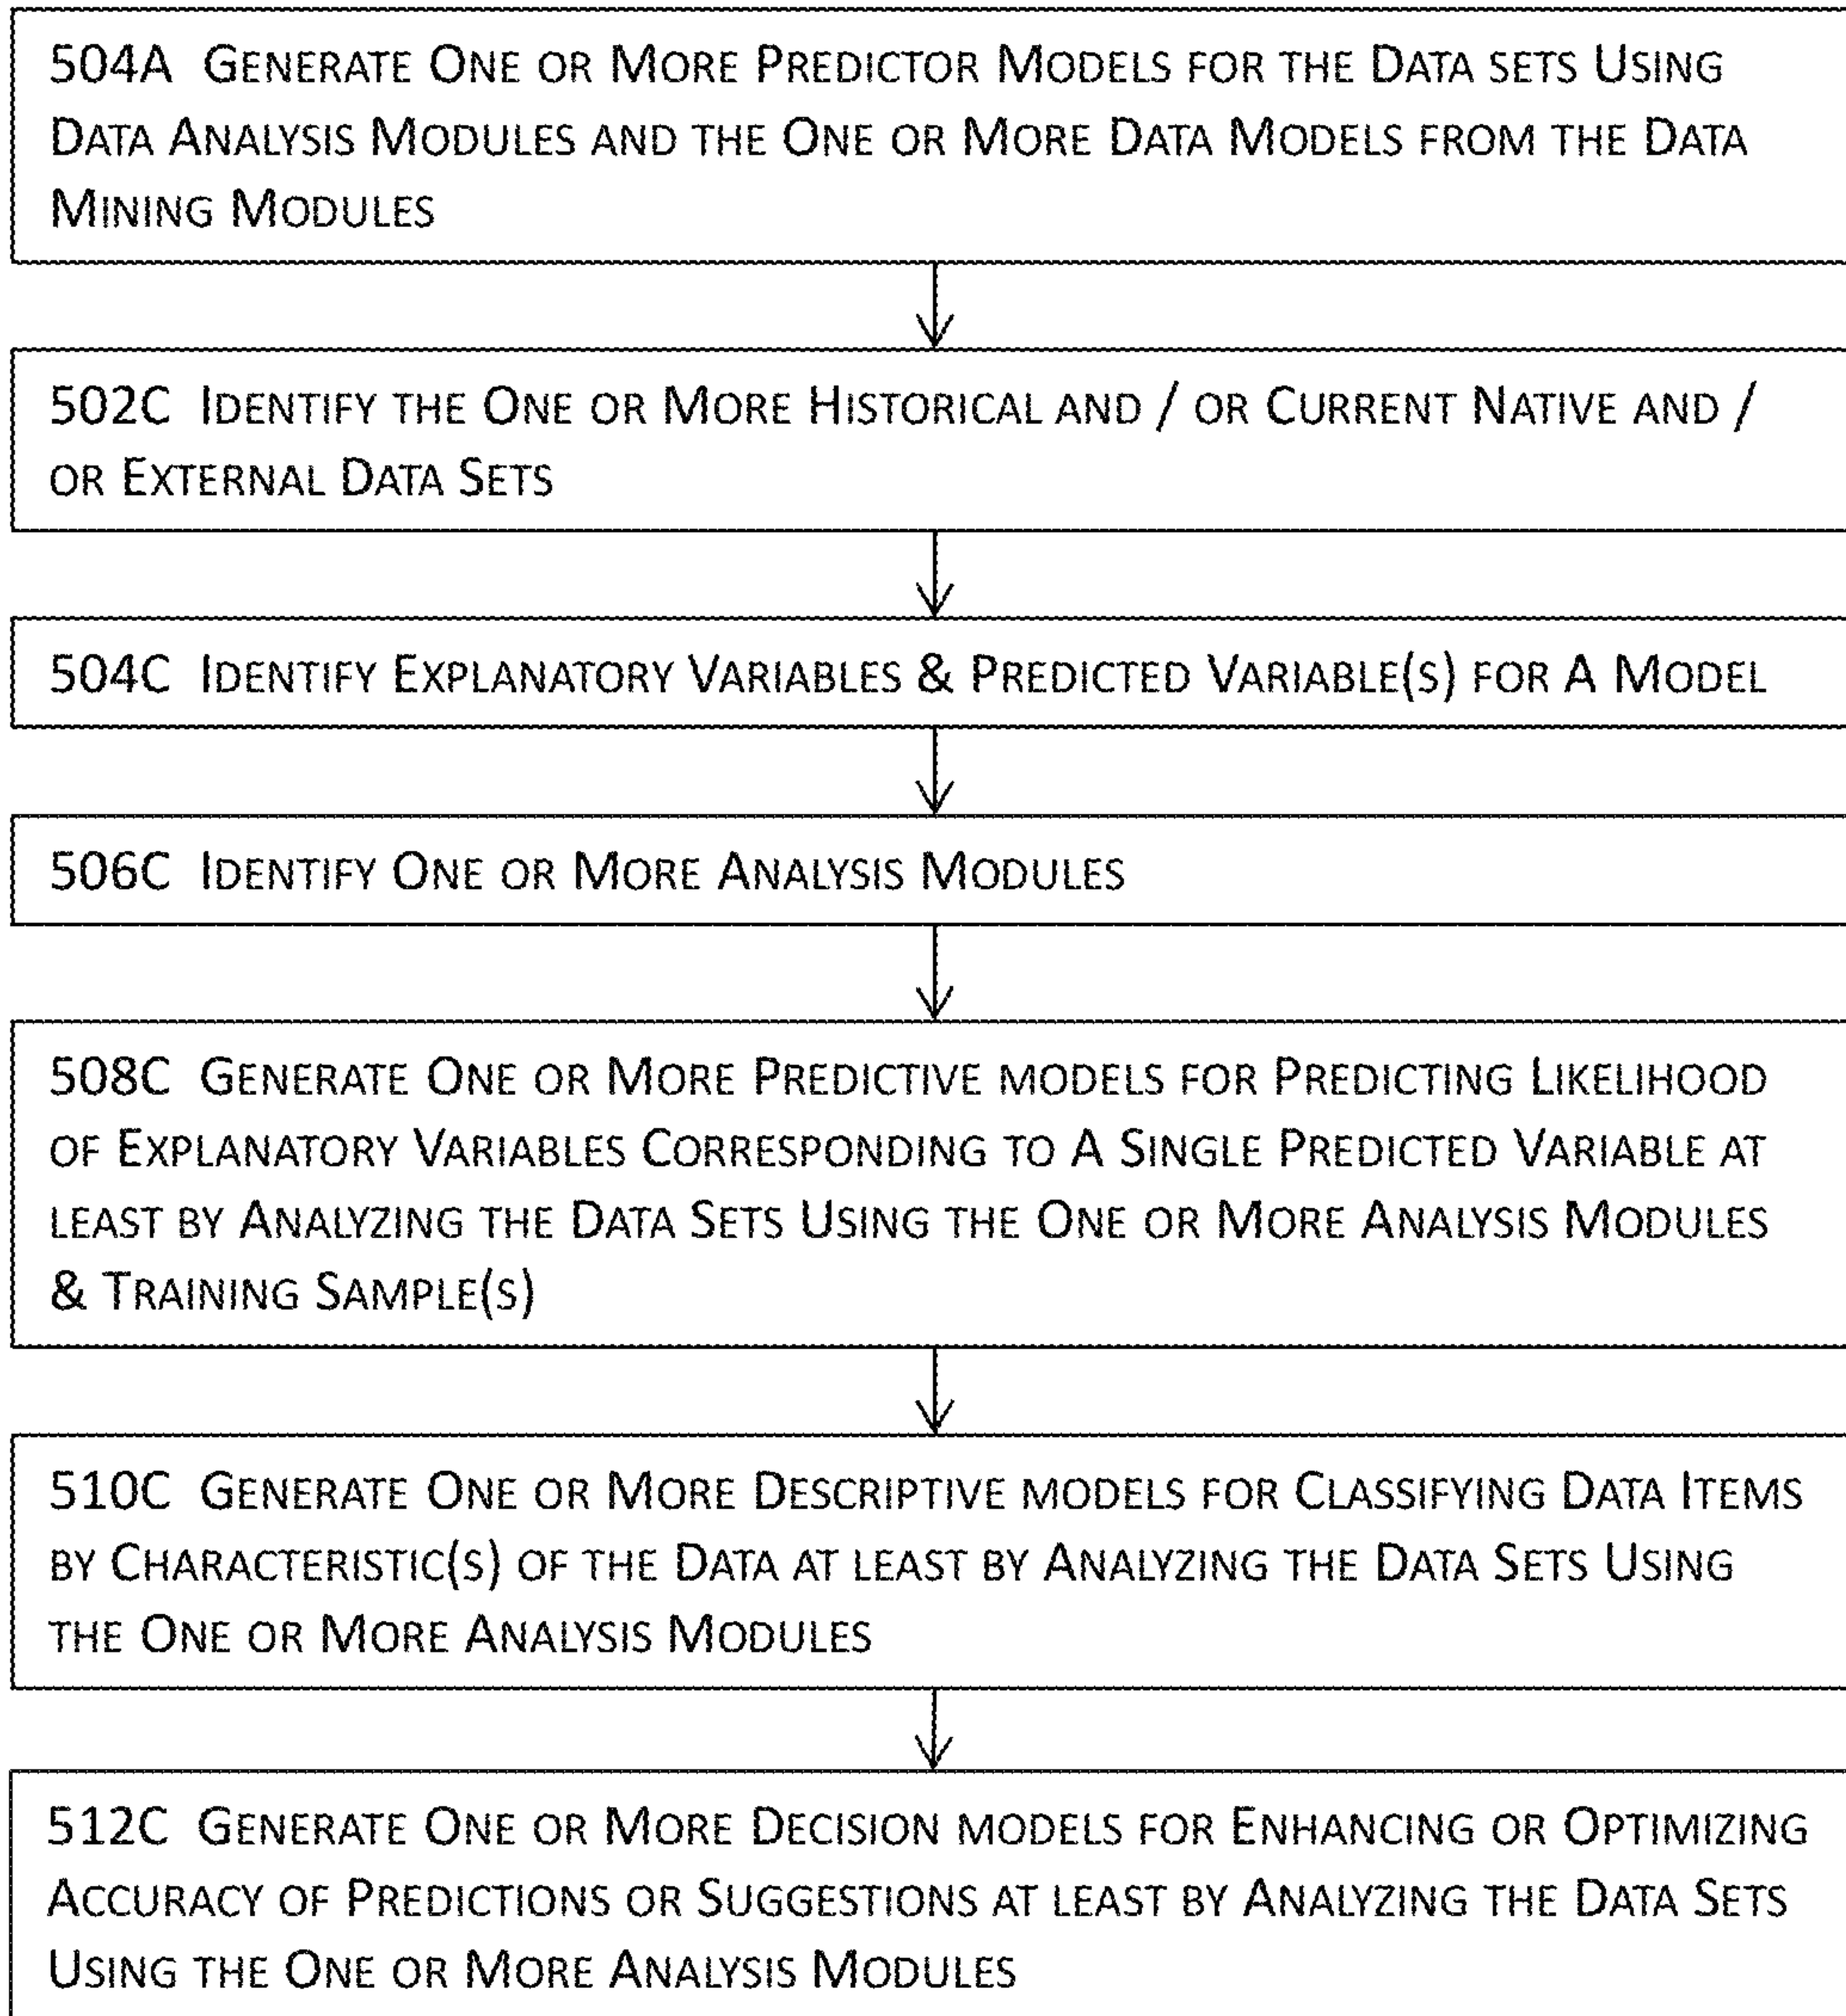 504A Generate One or More Predictor Models for the Data sets Using
Data Analysis Modules and the One or More Data Models from the Data
Mining Modules
502C Identify the One or More Historical and / or Current Native and /
or External Data Sets
504C Identify Explanatory Variables & Predicted Variable(s) for A Model
506C Identify One or More Analysis Modules
508C Generate One or More Predictive models for Predicting Likelihood
of Explanatory Variables Corresponding to A Single Predicted Variable at
least by Analyzing the Data Sets Using the One or More Analysis Modules
& Training Sample(s)
510C Generate One or More Descriptive models for Classifying Data Items
by Characteristic(s) of the Data at least by Analyzing the Data Sets Using
the One or More Analysis Modules
512C Generate One or More Decision models for Enhancing or Optimizing
Accuracy of Predictions or Suggestions at least by Analyzing the Data Sets
Using the One or More Analysis Modules